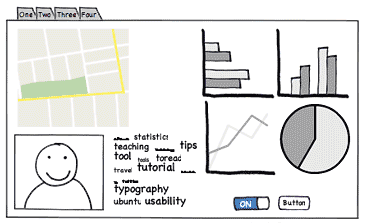 One Two Three Four
statistics
teaching tips
tool tools toread
travel tutorial
typography
ubuntu usability
ON Button